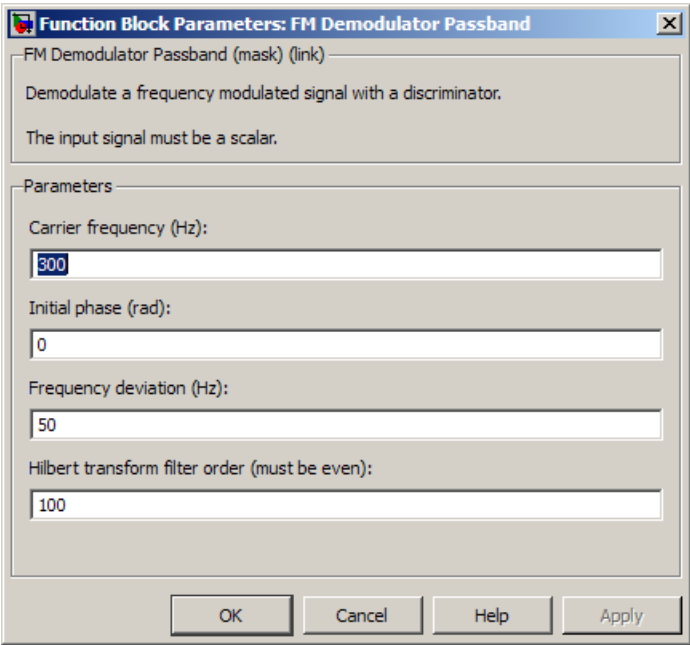 Function Block Parameters: FM Demodulator Passband
FM Demodulator Passband (mask) (link)
Demodulate a frequency modulated signal with a discriminator.
The input signal must be a scalar.
Parameters
Carrier frequency (Hz):
300
Initial phase (rad):
0
Frequency deviation (Hz):
50
Hilbert transform filter order (must be even):
100
OK Cancel Help Apply